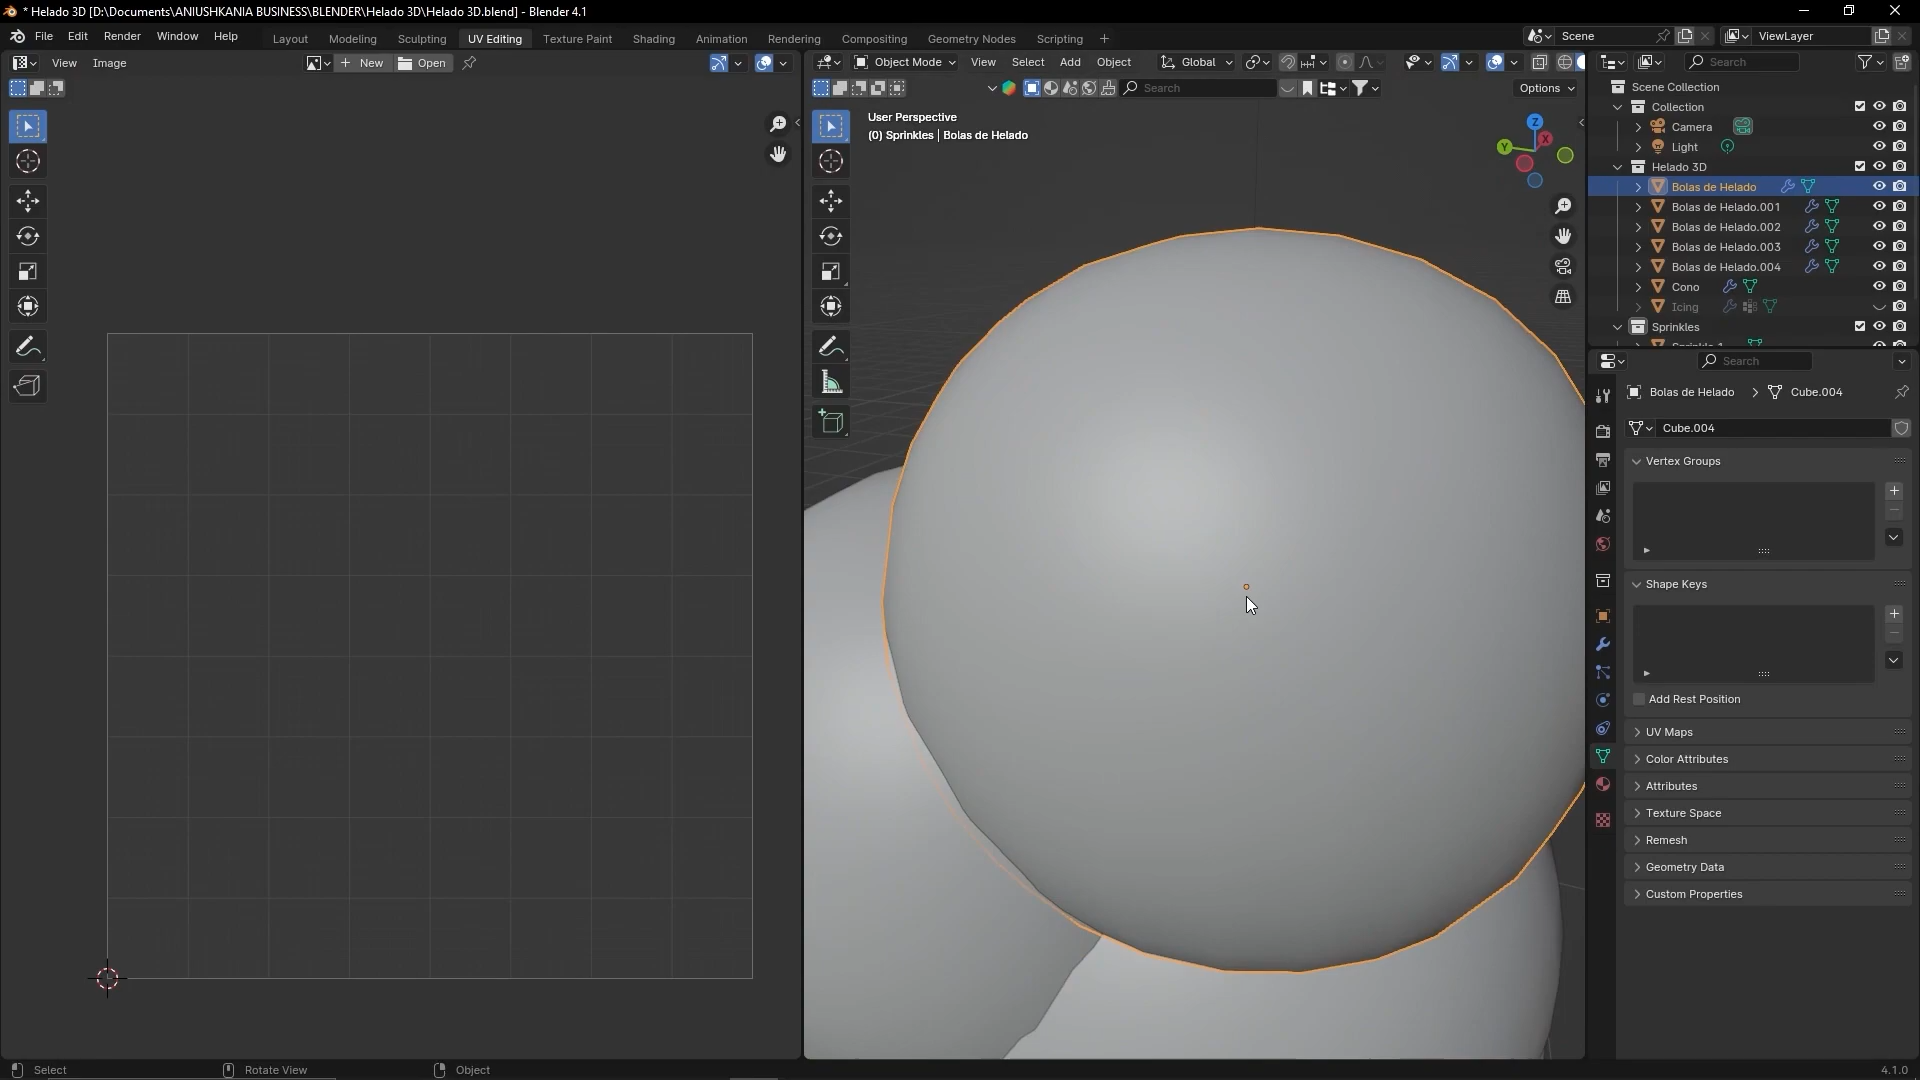 * Helado 3D [D:\Documents\ANIUSHKANIA BUSINESS\BLENDER\Helado 3D\Helado 3D.blend] - Blender 4.1
File Edit Render Window Help
Layout Modeling Sculpting UV Editing Texture Paint Shading Animation Rendering Compositing Geometry Nodes Scripting +
Scene
ViewLayer
View Image
New
Open
Object Mode
View Select Add Object
Global
Search
Search
Options
User Perspective
(0) Sprinkles | Bolas de Helado
Z
X
Y
Scene Collection
Collection
Camera
Light
Helado 3D
Bolas de Helado
Bolas de Helado.001
Bolas de Helado.002
Bolas de Helado.003
Bolas de Helado.004
Cono
Icing
Sprinkles
Search
Bolas de Helado > Cube.004
Cube.004
Vertex Groups
Shape Keys
Add Rest Position
UV Maps
Color Attributes
Attributes
Texture Space
Remesh
Geometry Data
Custom Properties
Select
Rotate View
Object
4.1.0